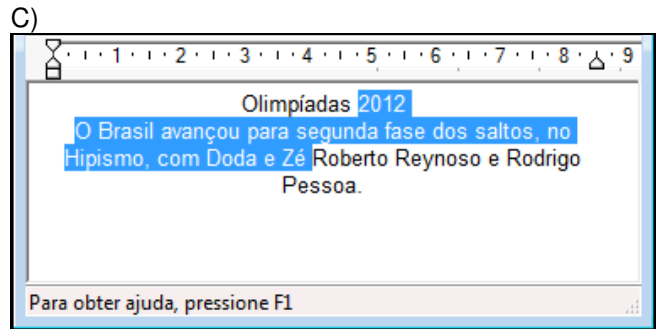 C)
1 2 3 4 5 6 7 8 9
Olimpíadas 2012
O Brasil avançou para segunda fase dos saltos, no
Hipismo, com Doda e Zé Roberto Reynoso e Rodrigo
Pessoa.
Para obter ajuda, pressione F1